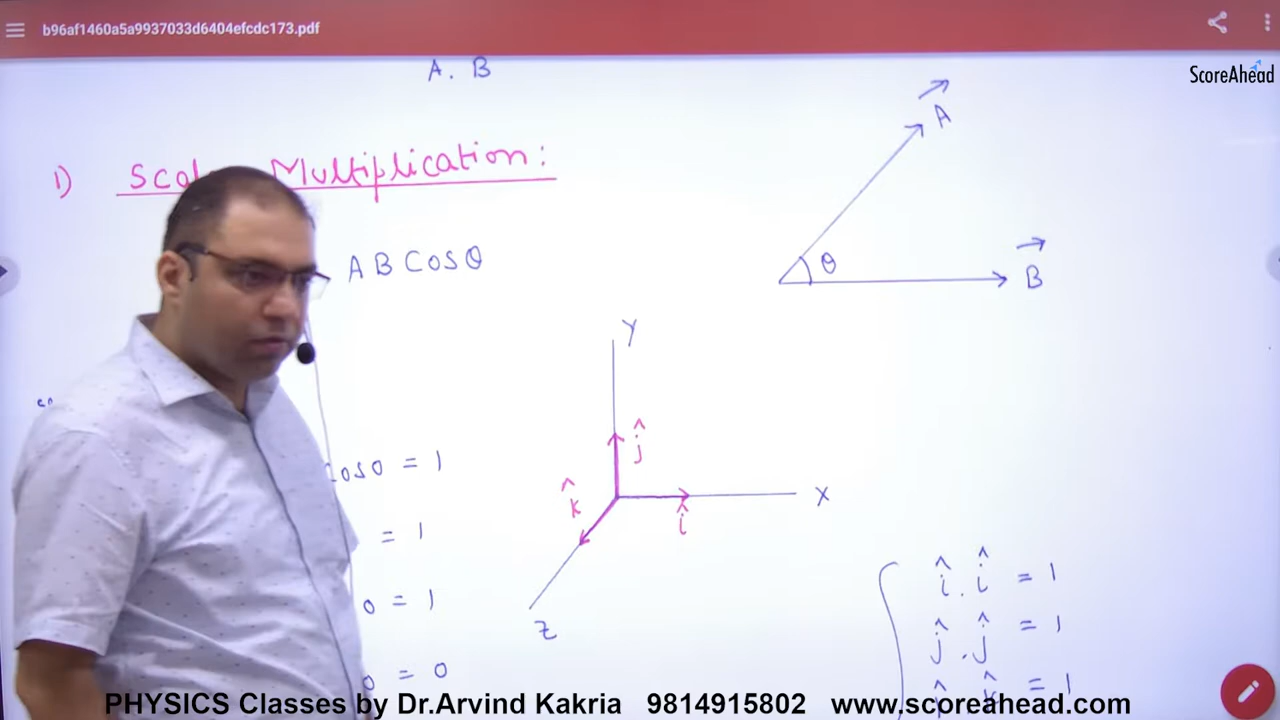 b96af1460a5a9937033d6404efcdc173.pdf
ScoreAhead
A. B
A
1) Multiplication:
A B Cos θ
θ
B
Y
ĵ
Cos 0 = 1
k̂
X
î
= 1
î . î = 1
0 = 1
Z
ĵ . ĵ = 1
0 = 0
k̂ = 1
PHYSICS Classes by Dr.Arvind Kakria 9814915802 www.scoreahead.com